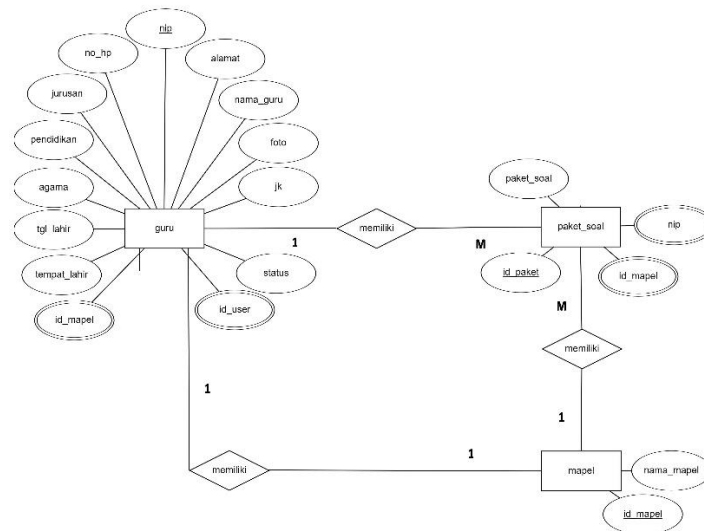 nip
no_hp
alamat
jurusan
nama_guru
pendidikan
foto
agama
jk
paket_soal
tgl_lahir
guru
1
memiliki
M
paket_soal
nip
tempat_lahir
status
id_paket
id_mapel
id_mapel
id_user
M
memiliki
1
1
memiliki
1
mapel
nama_mapel
id_mapel